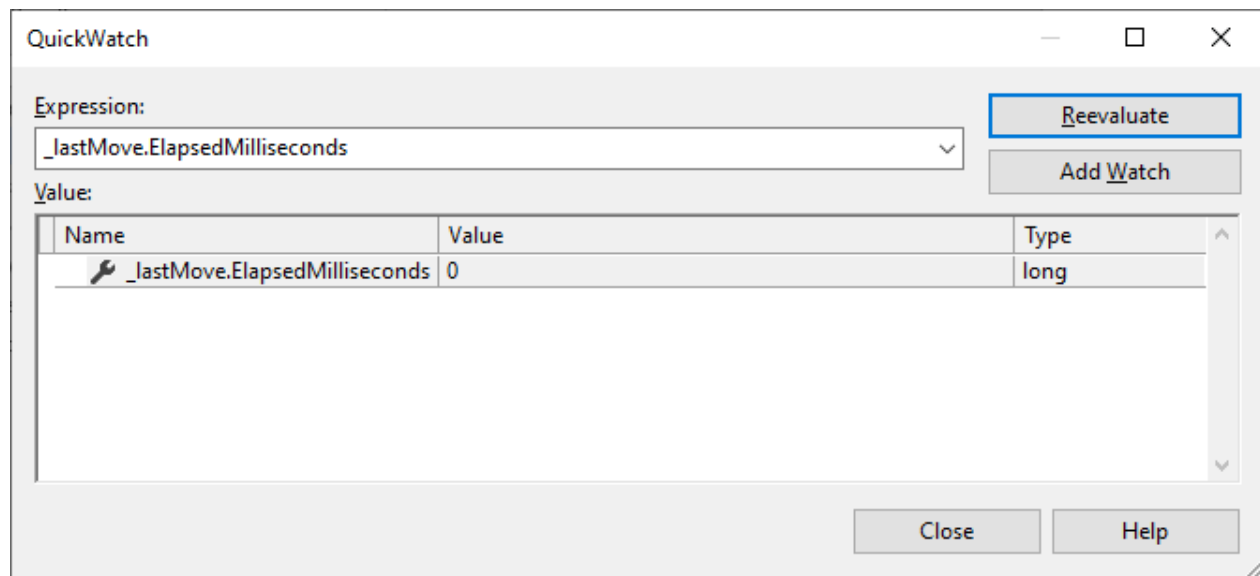 QuickWatch
Expression:
Reevaluate
_lastMove.ElapsedMilliseconds
Add Watch
Value:
Name Value Type
_lastMove.ElapsedMilliseconds 0 long
Close Help